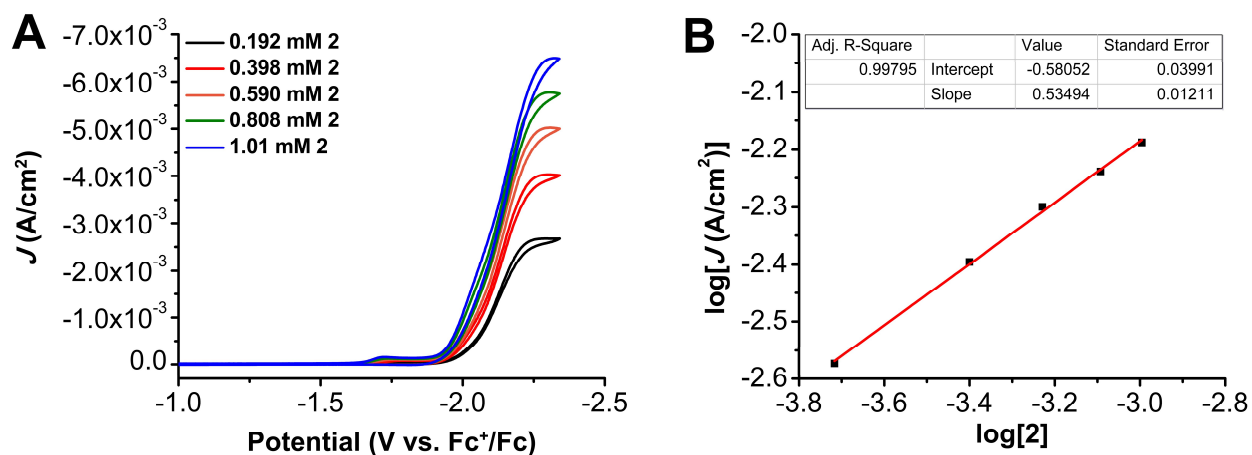 A
-7.0x10⁻³
-6.0x10⁻³
-5.0x10⁻³
-4.0x10⁻³
-3.0x10⁻³
-2.0x10⁻³
-1.0x10⁻³
0.0
J (A/cm²)
0.192 mM 2
0.398 mM 2
0.590 mM 2
0.808 mM 2
1.01 mM 2
-1.0 -1.5 -2.0 -2.5
Potential (V vs. Fc⁺/Fc)
B
-2.0
-2.1
-2.2
-2.3
-2.4
-2.5
-2.6
log[J (A/cm²)]
Adj. R-Square Value Standard Error
0.99795 Intercept -0.58052 0.03991
Slope 0.53494 0.01211
-3.8 -3.6 -3.4 -3.2 -3.0 -2.8
log[2]